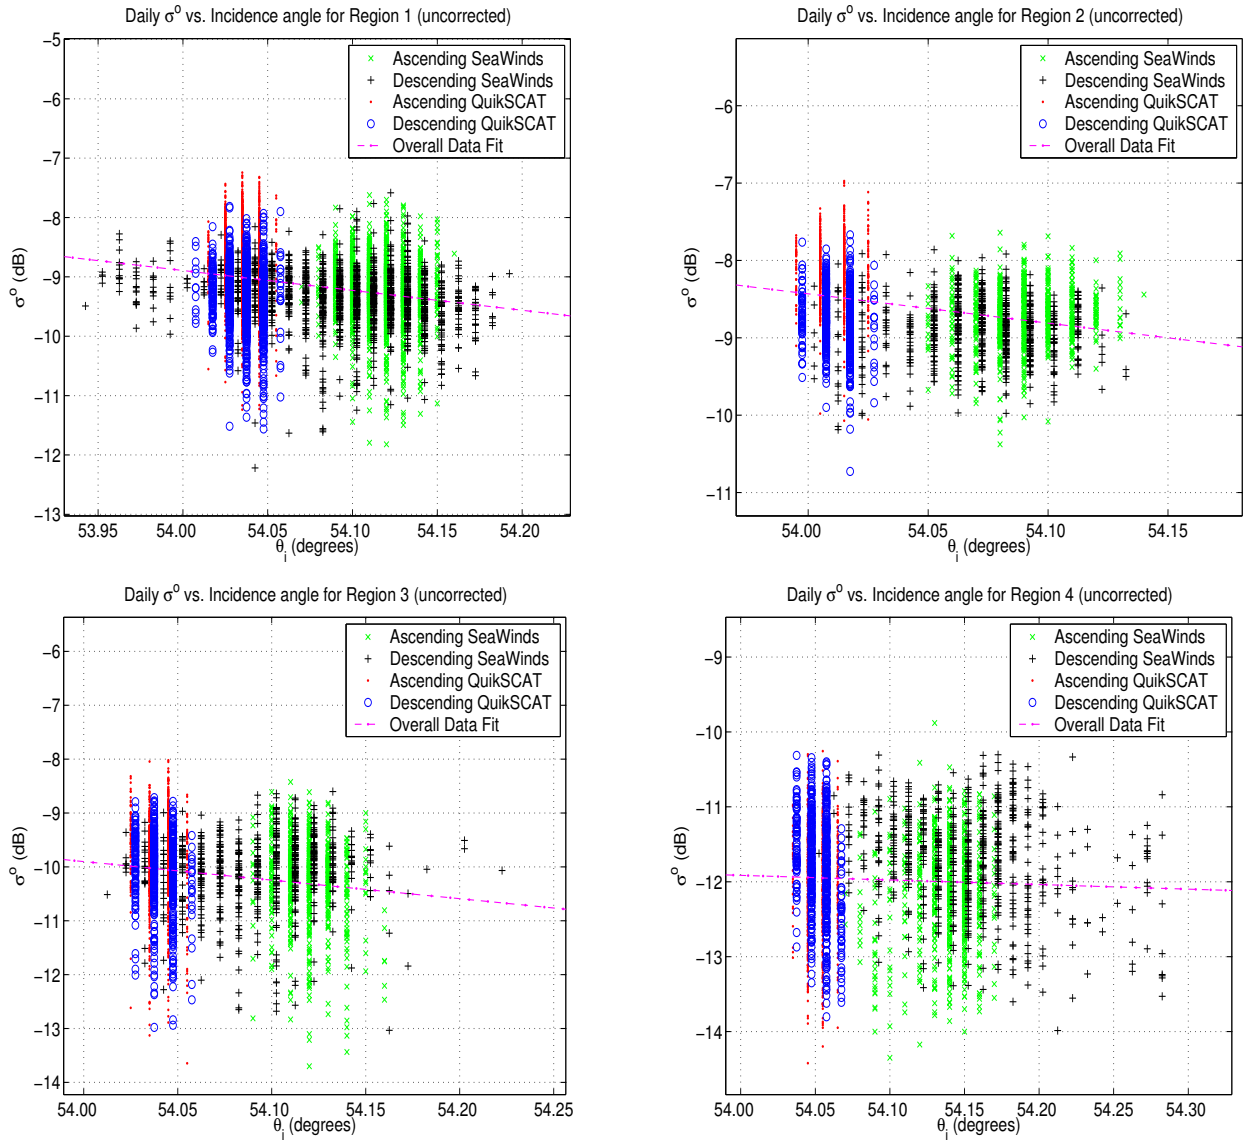 Daily σ⁰ vs. Incidence angle for Region 1 (uncorrected)
−5
−6
−7
−8
−9
−10
−11
−12
−13
σ⁰ (dB)
Ascending SeaWinds
Descending SeaWinds
Ascending QuikSCAT
Descending QuikSCAT
Overall Data Fit
53.95 54.00 54.05 54.10 54.15 54.20
θi (degrees)
Daily σ⁰ vs. Incidence angle for Region 2 (uncorrected)
−6
−7
−8
−9
−10
−11
σ⁰ (dB)
Ascending SeaWinds
Descending SeaWinds
Ascending QuikSCAT
Descending QuikSCAT
Overall Data Fit
54.00 54.05 54.10 54.15
θi (degrees)
Daily σ⁰ vs. Incidence angle for Region 3 (uncorrected)
−6
−7
−8
−9
−10
−11
−12
−13
−14
σ⁰ (dB)
Ascending SeaWinds
Descending SeaWinds
Ascending QuikSCAT
Descending QuikSCAT
Overall Data Fit
54.00 54.05 54.10 54.15 54.20 54.25
θi (degrees)
Daily σ⁰ vs. Incidence angle for Region 4 (uncorrected)
−9
−10
−11
−12
−13
−14
σ⁰ (dB)
Ascending SeaWinds
Descending SeaWinds
Ascending QuikSCAT
Descending QuikSCAT
Overall Data Fit
54.00 54.05 54.10 54.15 54.20 54.25 54.30
θi (degrees)